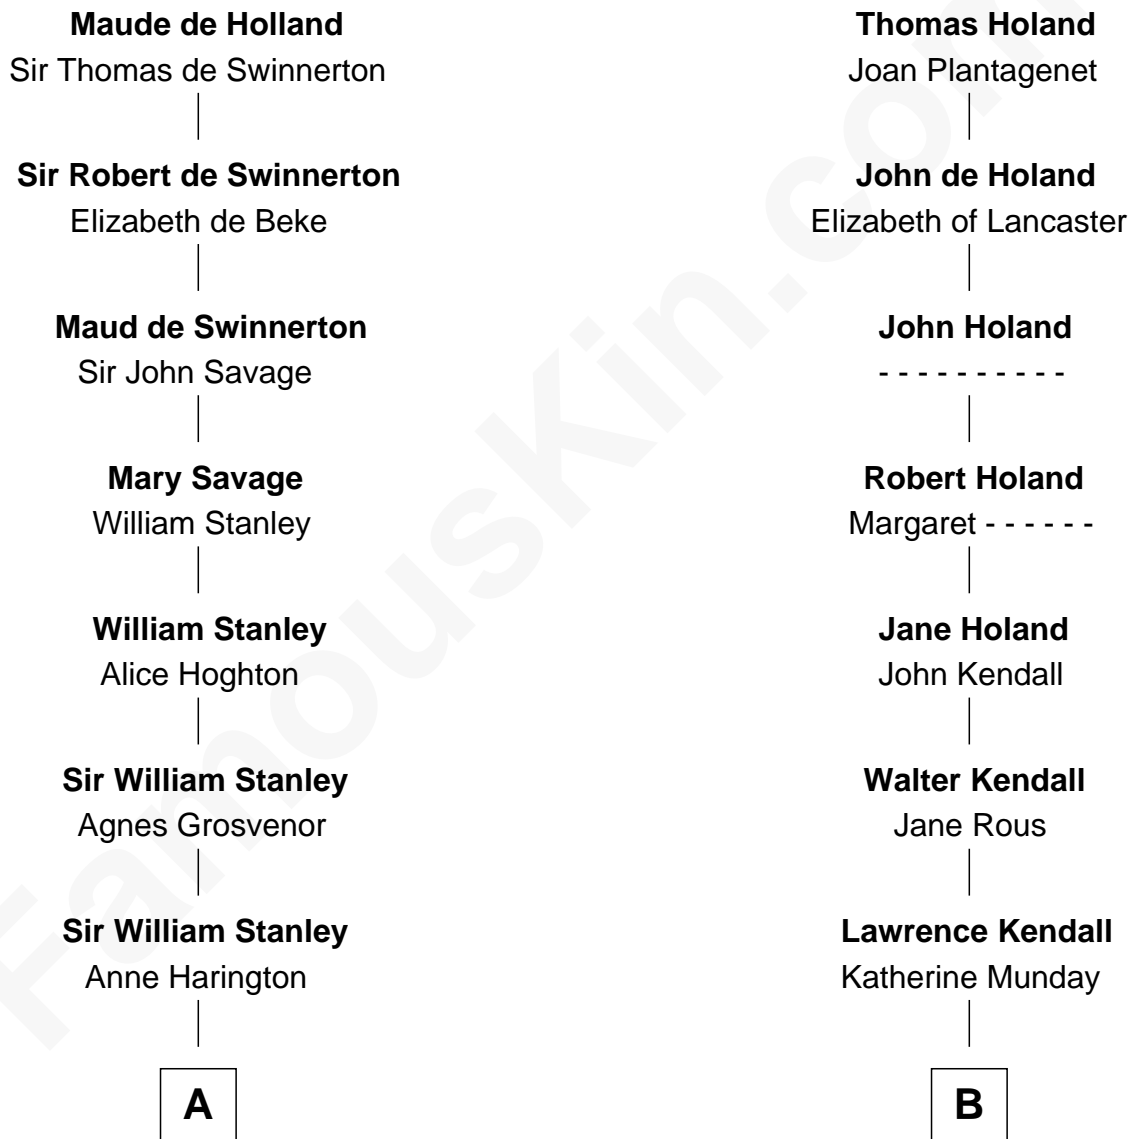 Maude de Holland
Sir Thomas de Swinnerton
Sir Robert de Swinnerton
Elizabeth de Beke
Maud de Swinnerton
Sir John Savage
Mary Savage
William Stanley
William Stanley
Alice Hoghton
Sir William Stanley
Agnes Grosvenor
Sir William Stanley
Anne Harington
A
Thomas Holand
Joan Plantagenet
John de Holand
Elizabeth of Lancaster
John Holand
- - - - - - - - - -
Robert Holand
Margaret - - - - - -
Jane Holand
John Kendall
Walter Kendall
Jane Rous
Lawrence Kendall
Katherine Munday
B
FamousKin.com